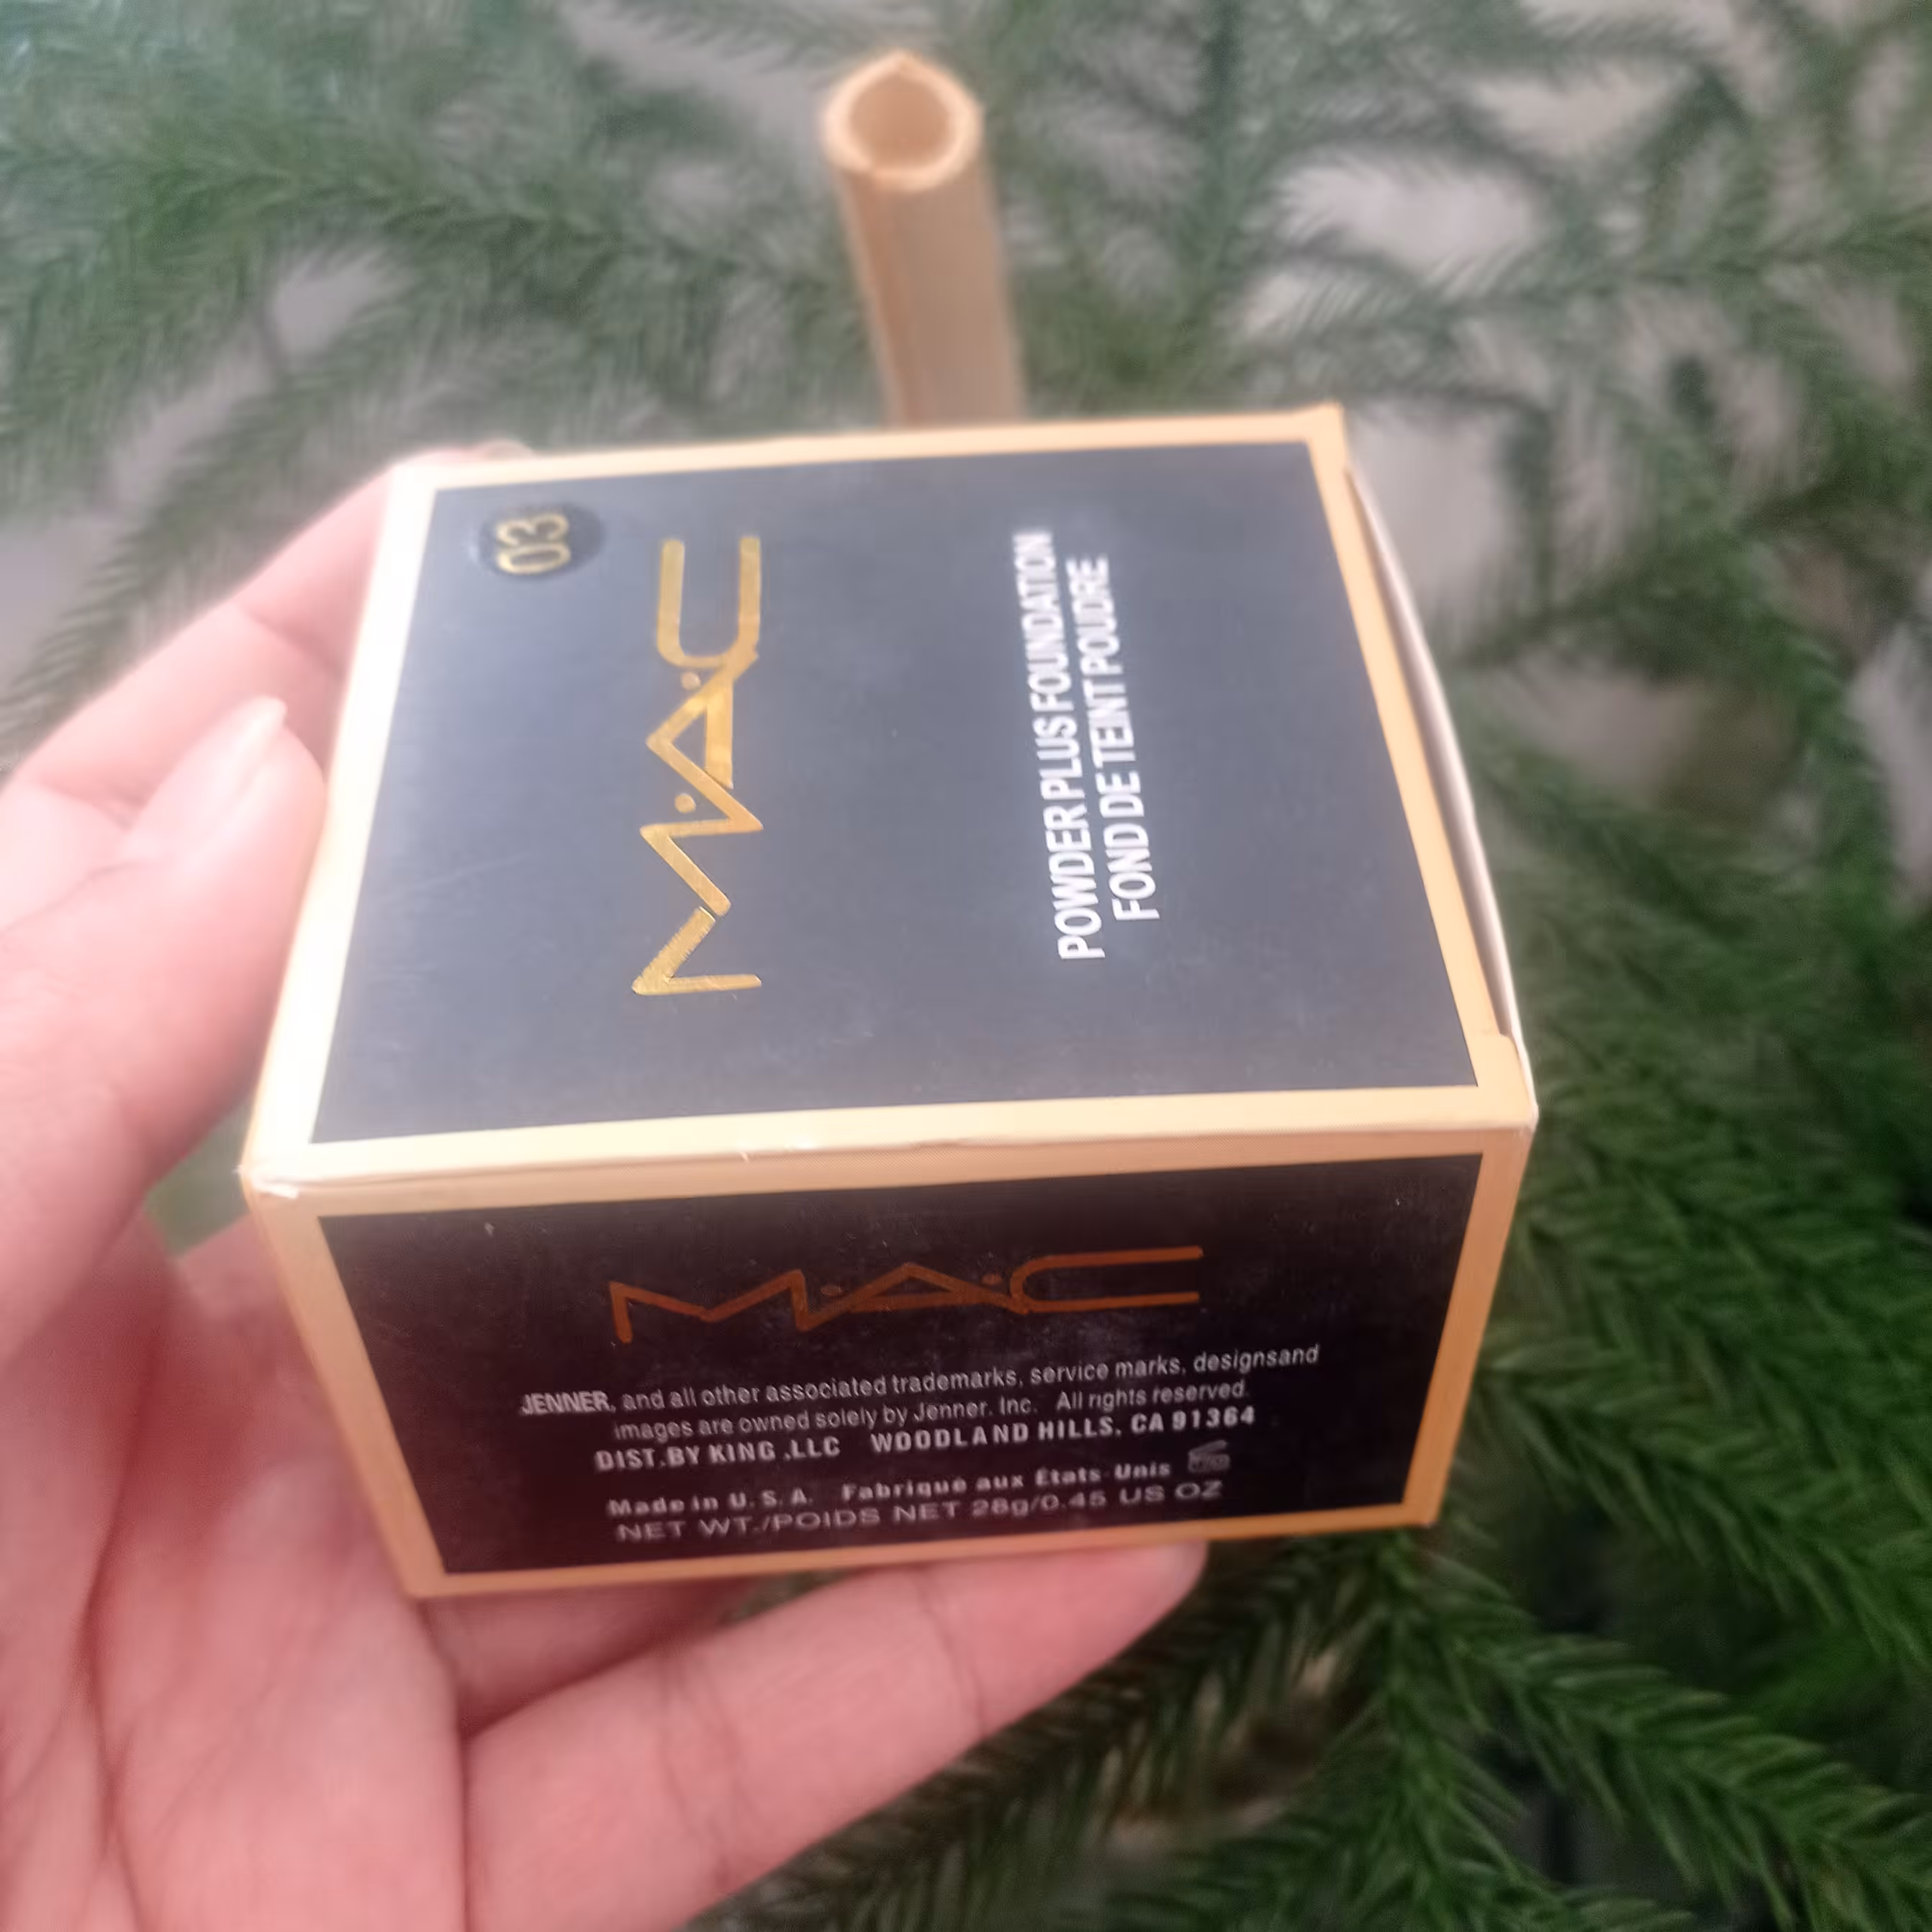 03
MAC
POWDER PLUS FOUNDATION
FOND DE TEINT POUDRE
M·A·C
JENNER, and all other associated trademarks, service marks, designsand
images are owned solely by Jenner. Inc. All rights reserved.
DIST.BY KING .LLC WOODLAND HILLS, CA 91364
Made in U.S.A. Fabriqué aux États-Unis
NET WT./POIDS NET 28g/0.45 US OZ